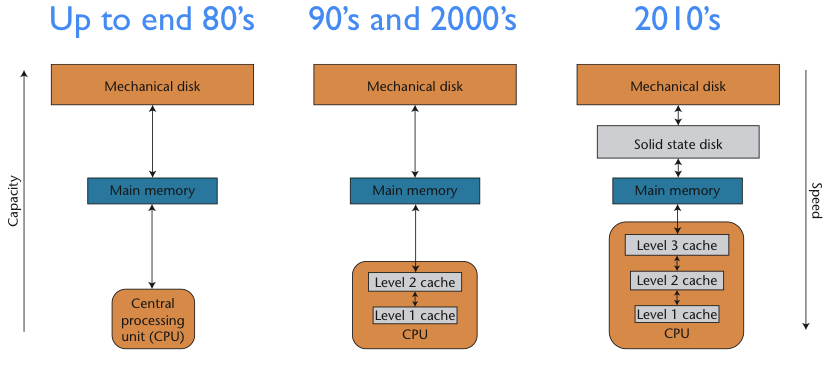 Up to end 80’s
90’s and 2000’s
2010’s
Mechanical disk
Mechanical disk
Mechanical disk
Solid state disk
Capacity
Main memory
Main memory
Main memory
Speed
Level 3 cache
Level 2 cache
Level 2 cache
Central
processing
unit (CPU)
Level 1 cache
Level 1 cache
CPU
CPU